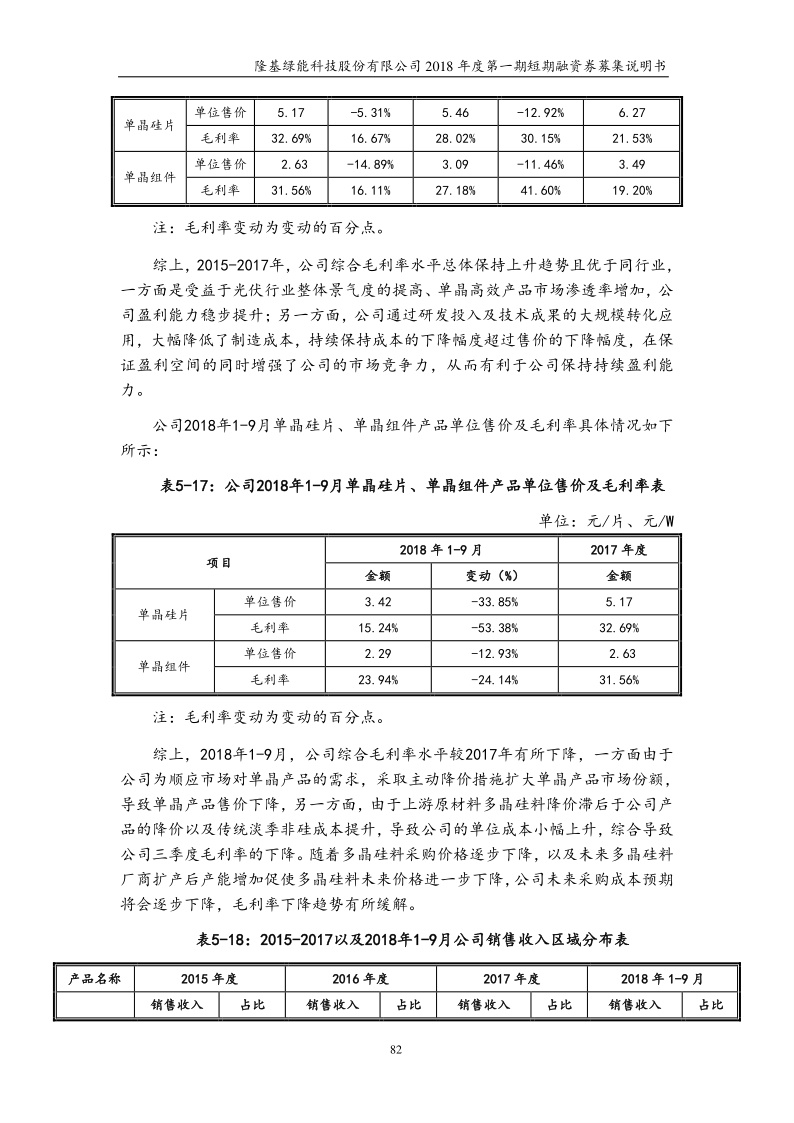 隆基绿能科技股份有限公司 2018 年度第一期短期融资券募集说明书
单晶硅片 单位售价 5.17 -5.31% 5.46 -12.92% 6.27
毛利率 32.69% 16.67% 28.02% 30.15% 21.53%
单晶组件 单位售价 2.63 -14.89% 3.09 -11.46% 3.49
毛利率 31.56% 16.11% 27.18% 41.60% 19.20%
注：毛利率变动为变动的百分点。
综上，2015-2017年，公司综合毛利率水平总体保持上升趋势且优于同行业，
一方面是受益于光伏行业整体景气度的提高、单晶高效产品市场渗透率增加，公
司盈利能力稳步提升；另一方面，公司通过研发投入及技术成果的大规模转化应
用，大幅降低了制造成本，持续保持成本的下降幅度超过售价的下降幅度，在保
证盈利空间的同时增强了公司的市场竞争力，从而有利于公司保持持续盈利能
力。
公司2018年1-9月单晶硅片、单晶组件产品单位售价及毛利率具体情况如下
所示：
表5-17：公司2018年1-9月单晶硅片、单晶组件产品单位售价及毛利率表
单位：元/片、元/W
项目 2018 年 1-9 月 2017 年度
金额 变动（%） 金额
单晶硅片 单位售价 3.42 -33.85% 5.17
毛利率 15.24% -53.38% 32.69%
单晶组件 单位售价 2.29 -12.93% 2.63
毛利率 23.94% -24.14% 31.56%
注：毛利率变动为变动的百分点。
综上，2018年1-9月，公司综合毛利率水平较2017年有所下降，一方面由于
公司为顺应市场对单晶产品的需求，采取主动降价措施扩大单晶产品市场份额，
导致单晶产品售价下降，另一方面，由于上游原材料多晶硅料降价滞后于公司产
品的降价以及传统淡季非硅成本提升，导致公司的单位成本小幅上升，综合导致
公司三季度毛利率的下降。随着多晶硅料采购价格逐步下降，以及未来多晶硅料
厂商扩产后产能增加促使多晶硅料未来价格进一步下降，公司未来采购成本预期
将会逐步下降，毛利率下降趋势有所缓解。
表5-18：2015-2017以及2018年1-9月公司销售收入区域分布表
产品名称 2015 年度 2016 年度 2017 年度 2018 年 1-9 月
销售收入 占比 销售收入 占比 销售收入 占比 销售收入 占比
82